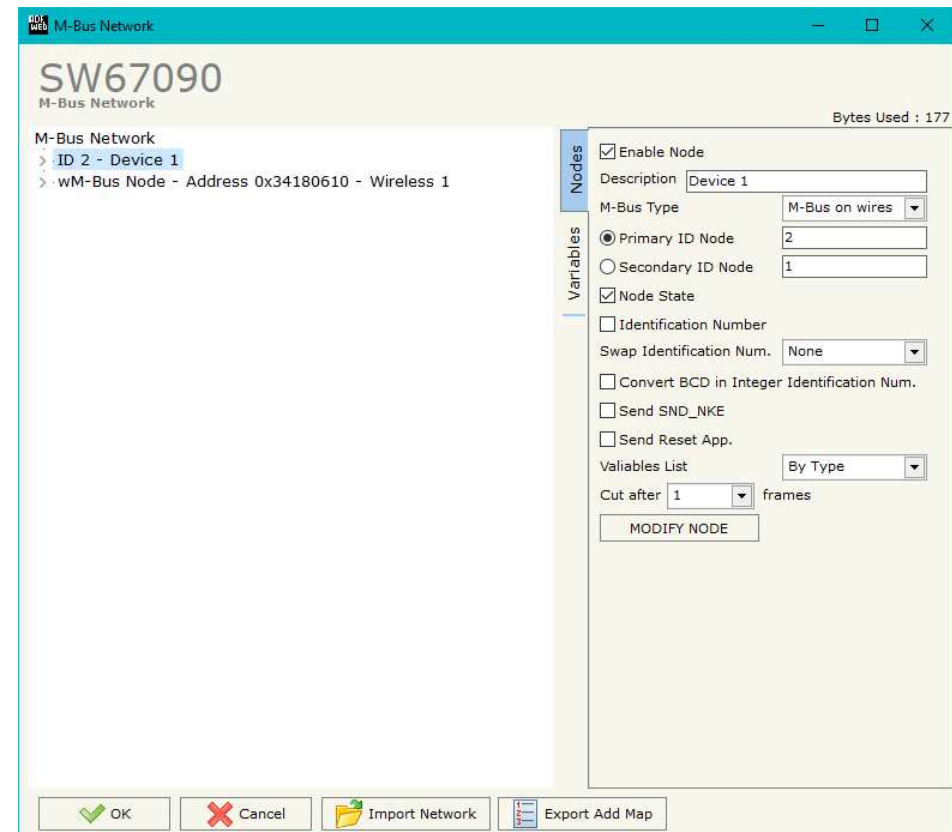 ADF
WEB
M-Bus Network
SW67090
M-Bus Network
Bytes Used : 177
M-Bus Network
ID 2 - Device 1
wM-Bus Node - Address 0x34180610 - Wireless 1
Nodes
Variables
Enable Node
Description Device 1
M-Bus Type M-Bus on wires
Primary ID Node 2
Secondary ID Node 1
Node State
Identification Number
Swap Identification Num. None
Convert BCD in Integer Identification Num.
Send SND_NKE
Send Reset App.
Valiables List By Type
Cut after 1 frames
MODIFY NODE
OK Cancel Import Network Export Add Map